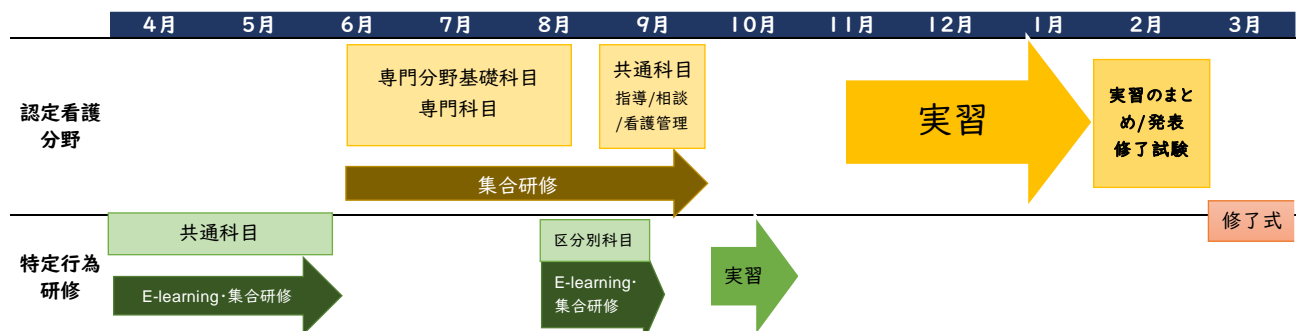 4月 5月 6月 7月 8月 9月 10月 11月 12月 1月 2月 3月
認定看護
分野
専門分野基礎科目
専門科目
共通科目
指導/相談
/看護管理
集合研修
実習
実習のまと
め/発表
修了試験
修了式
特定行為
研修
共通科目
E-learning・集合研修
区分別科目
E-learning・
集合研修
実習